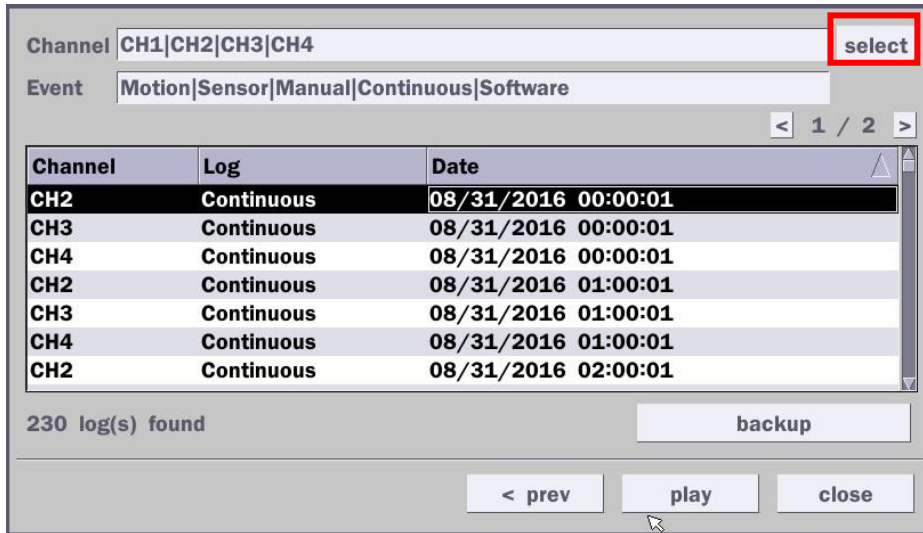 Channel CH1|CH2|CH3|CH4 select
Event Motion|Sensor|Manual|Continuous|Software
< 1 / 2 >
Channel Log Date
CH2 Continuous 08/31/2016 00:00:01
CH3 Continuous 08/31/2016 00:00:01
CH4 Continuous 08/31/2016 00:00:01
CH2 Continuous 08/31/2016 01:00:01
CH3 Continuous 08/31/2016 01:00:01
CH4 Continuous 08/31/2016 01:00:01
CH2 Continuous 08/31/2016 02:00:01
230 log(s) found backup
< prev play close